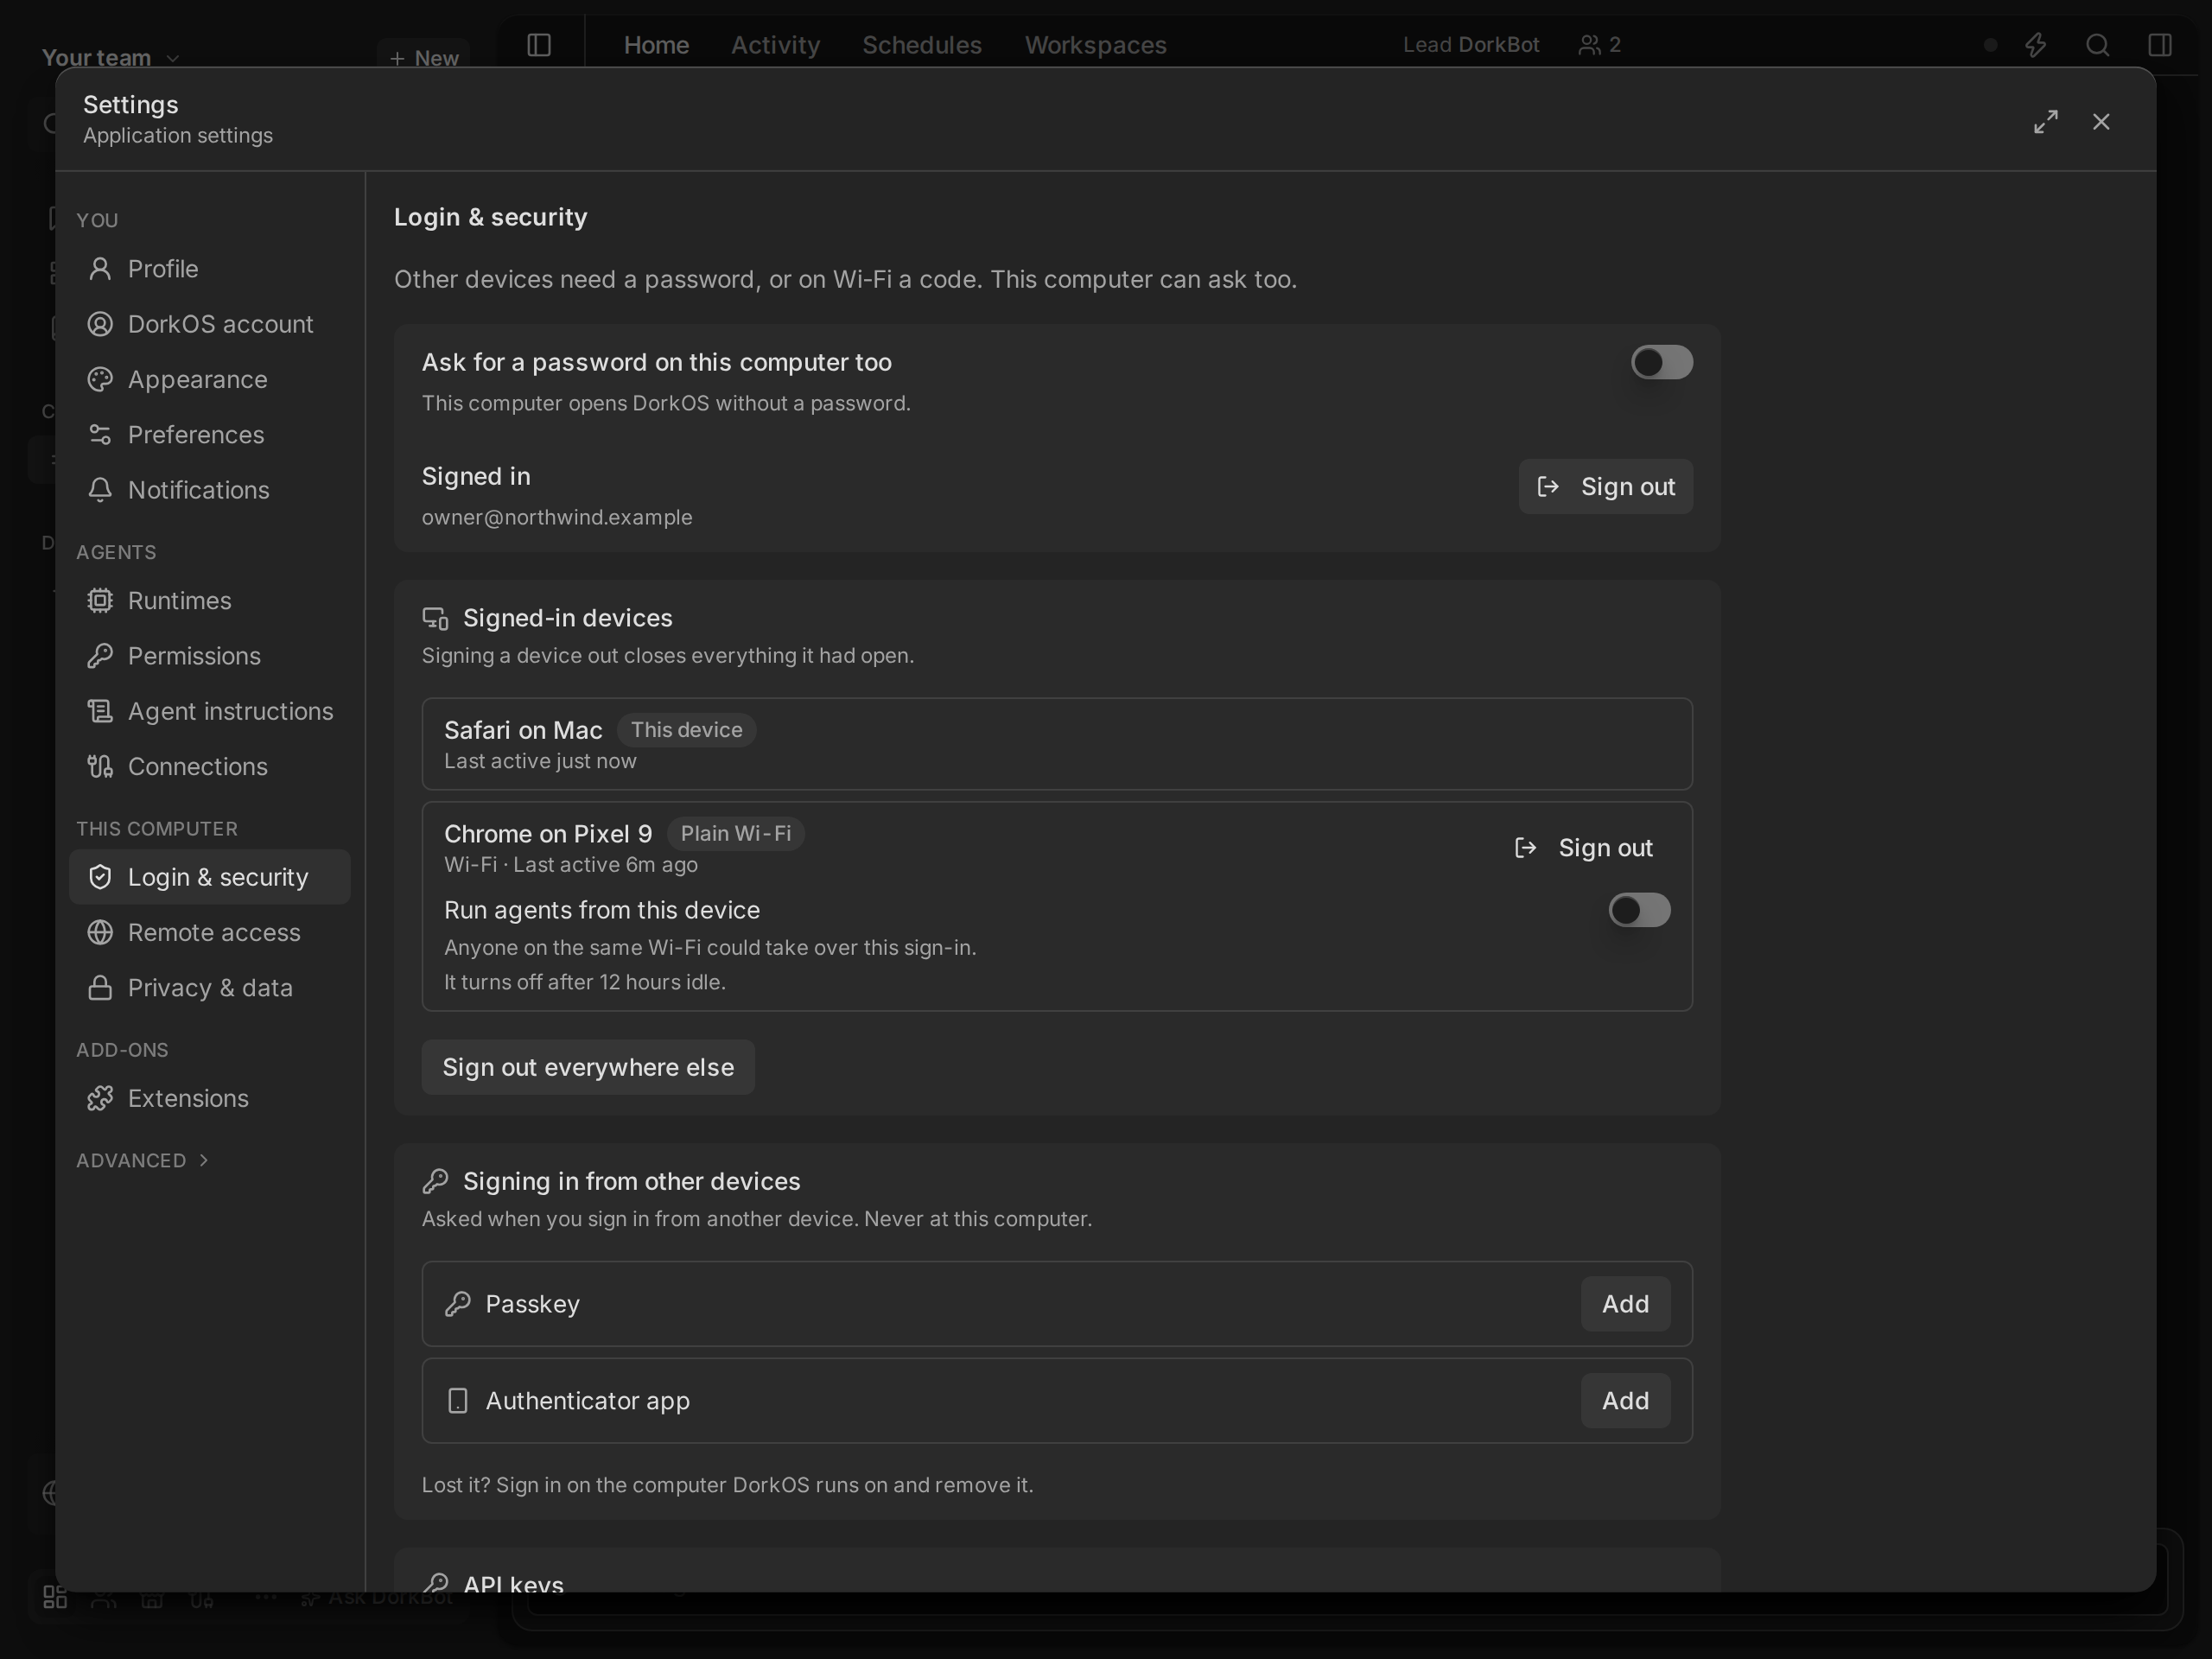 Your team
New
Home
Activity
Schedules
Workspaces
Lead DorkBot
2
Settings
Application settings
YOU
Profile
DorkOS account
Appearance
Preferences
Notifications
AGENTS
Runtimes
Permissions
Agent instructions
Connections
THIS COMPUTER
Login & security
Remote access
Privacy & data
ADD-ONS
Extensions
ADVANCED
Login & security
Other devices need a password, or on Wi-Fi a code. This computer can ask too.
Ask for a password on this computer too
This computer opens DorkOS without a password.
Signed in
owner@northwind.example
Sign out
Signed-in devices
Signing a device out closes everything it had open.
Safari on Mac
This device
Last active just now
Chrome on Pixel 9
Plain Wi-Fi
Wi-Fi · Last active 6m ago
Sign out
Run agents from this device
Anyone on the same Wi-Fi could take over this sign-in.
It turns off after 12 hours idle.
Sign out everywhere else
Signing in from other devices
Asked when you sign in from another device. Never at this computer.
Passkey
Add
Authenticator app
Add
Lost it? Sign in on the computer DorkOS runs on and remove it.
API keys
Ask DorkBot